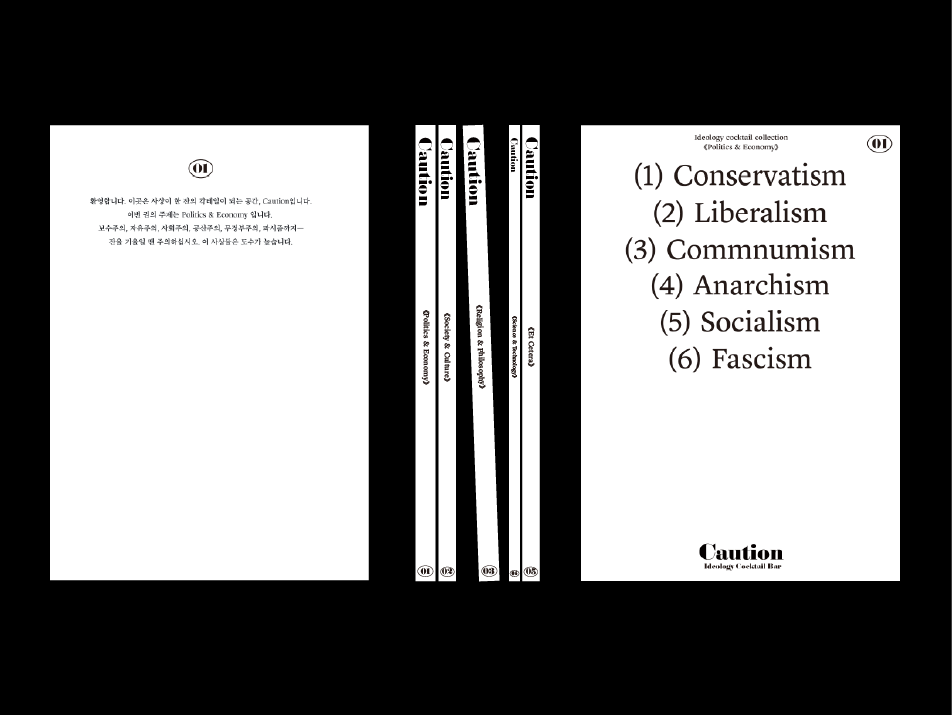 01
환영합니다. 이곳은 사상이 한 잔의 칵테일이 되는 공간, Caution입니다.
이번 권의 주제는 Politics & Economy 입니다.
보수주의, 자유주의, 사회주의, 공산주의, 무정부주의, 파시즘까지—
잔을 기울일 땐 주의하십시오. 이 사상들은 도수가 높습니다.
Caution
《Politics & Economy》
01
Caution
《Society & Culture》
02
Caution
《Religion & Philosophy》
03
Caution
《Science & Technology》
04
Caution
《Et Cetera》
05
Ideology cocktail collection
《Politics & Economy》
01
(1) Conservatism
(2) Liberalism
(3) Commnumism
(4) Anarchism
(5) Socialism
(6) Fascism
Caution
Ideology Cocktail Bar